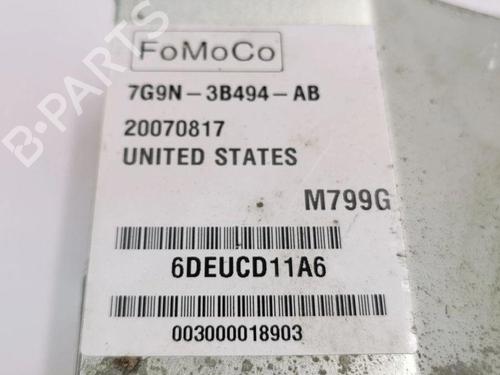 FoMoCo
7G9N-3B494-AB
20070817
UNITED STATES
M799G
6DEUCD11A6
003000018903
B-PARTS